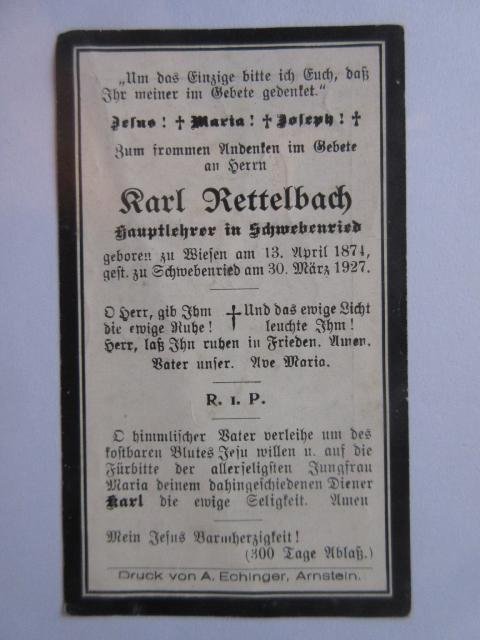 „Um das Einzige bitte ich Euch, daß
Ihr meiner im Gebete gedenket."
Jesus! † Maria! † Joseph! †
Zum frommen Andenken im Gebete
an Herrn
Karl Rettelbach
Hauptlehrer in Schwebenried
geboren zu Wiesen am 13. April 1874,
gest. zu Schwebenried am 30. März 1927.
O Herr, gib Ihm † Und das ewige Licht
die ewige Ruhe! leuchte Ihm!
Herr, laß Ihn ruhen in Frieden. Amen.
Vater unser. Ave Maria.
R. I. P.
O himmlischer Vater verleihe um des
kostbaren Blutes Jesu willen u. auf die
Fürbitte der allerseligsten Jungfrau
Maria deinem dahingeschiedenen Diener
Karl die ewige Seligkeit. Amen
Mein Jesus Barmherzigkeit!
(300 Tage Ablaß.)
Druck von A. Echinger, Arnstein.